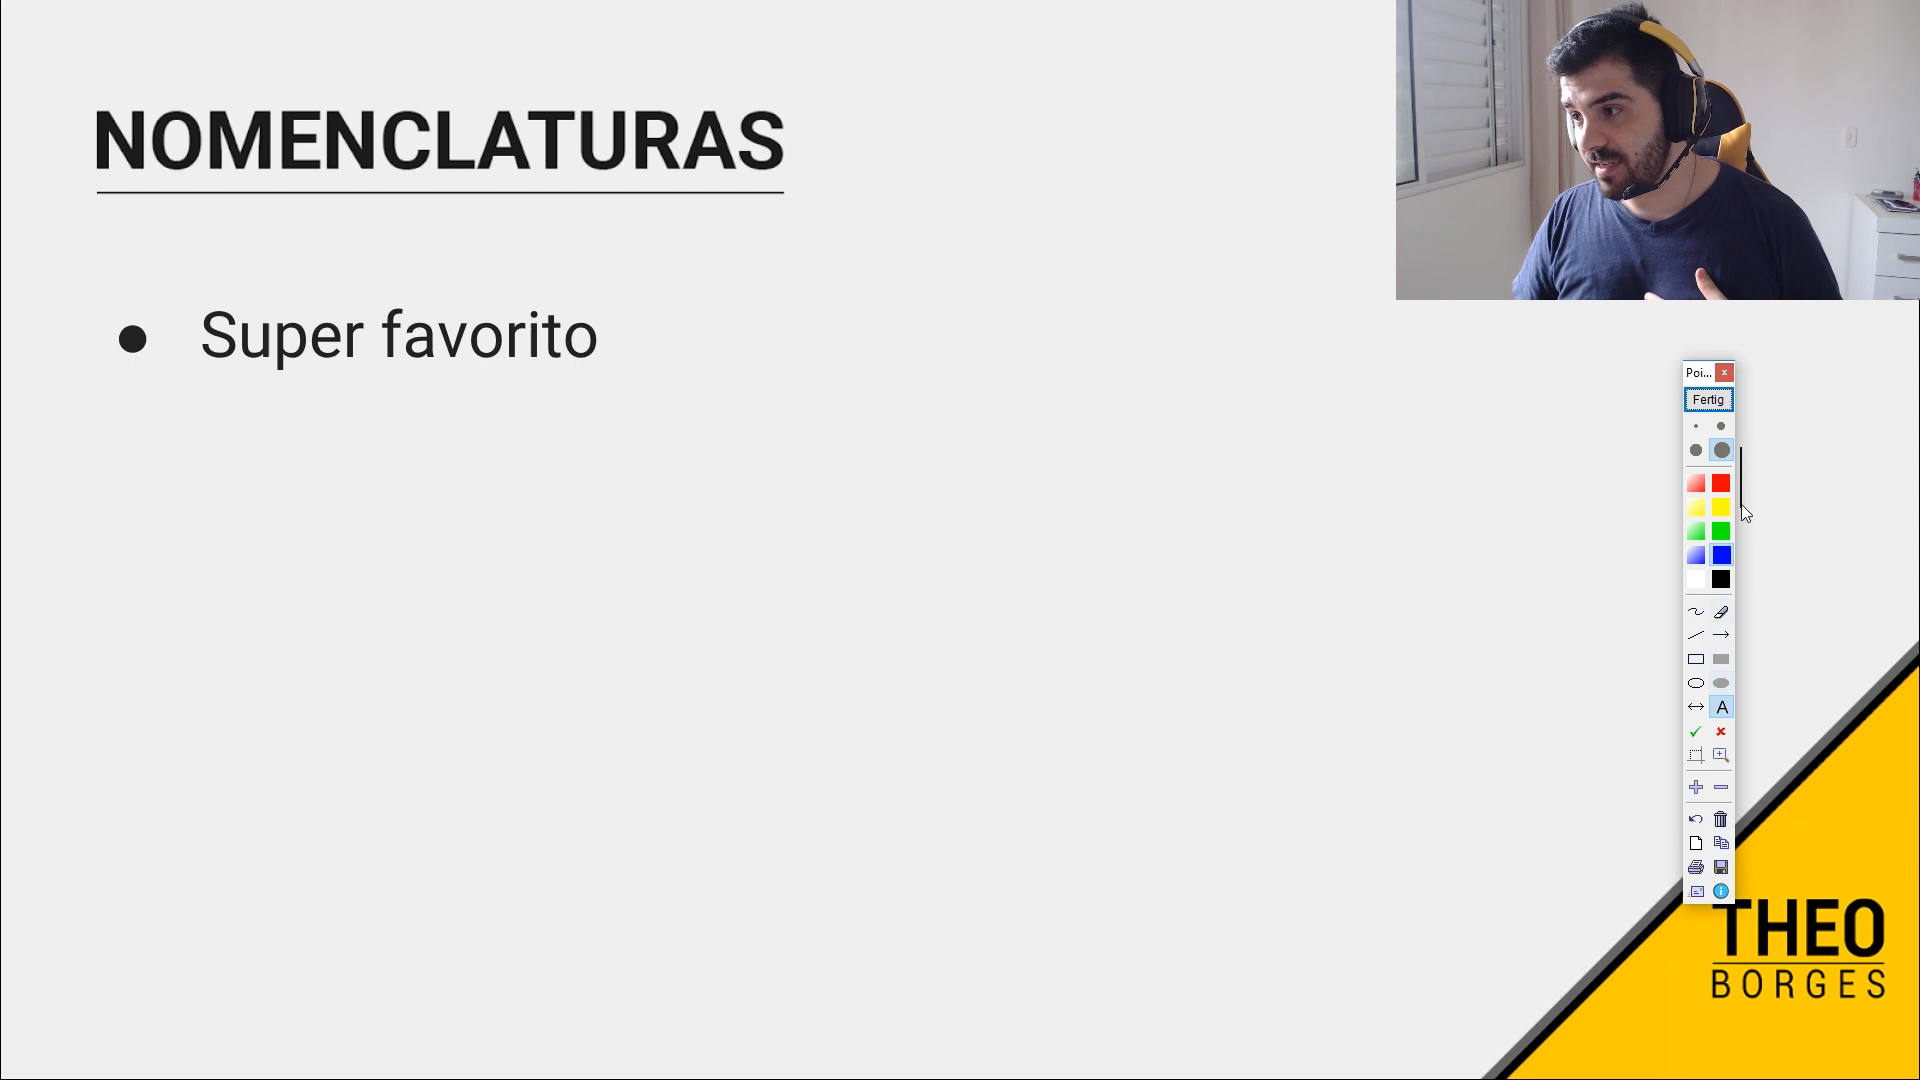 NOMENCLATURAS
● Super favorito
Poi...
Fertig
A
THEO
BORGES